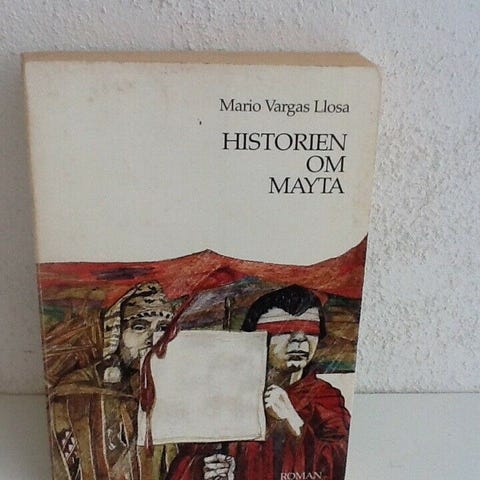 Mario Vargas Llosa
HISTORIEN
OM
MAYTA
ROMAN